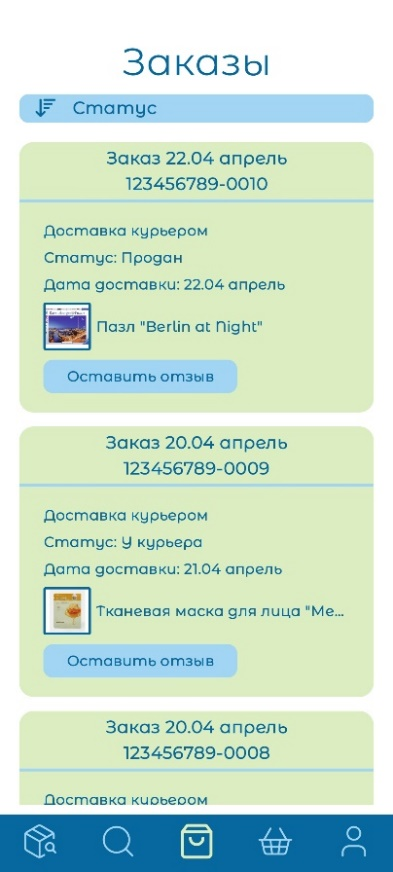 Заказы
Статус
Заказ 22.04 апрель
123456789-0010
Доставка курьером
Статус: Продан
Дата доставки: 22.04 апрель
Пазл "Berlin at Night"
Оставить отзыв
Заказ 20.04 апрель
123456789-0009
Доставка курьером
Статус: У курьера
Дата доставки: 21.04 апрель
Тканевая маска для лица "Ме...
Оставить отзыв
Заказ 20.04 апрель
123456789-0008
Доставка курьером